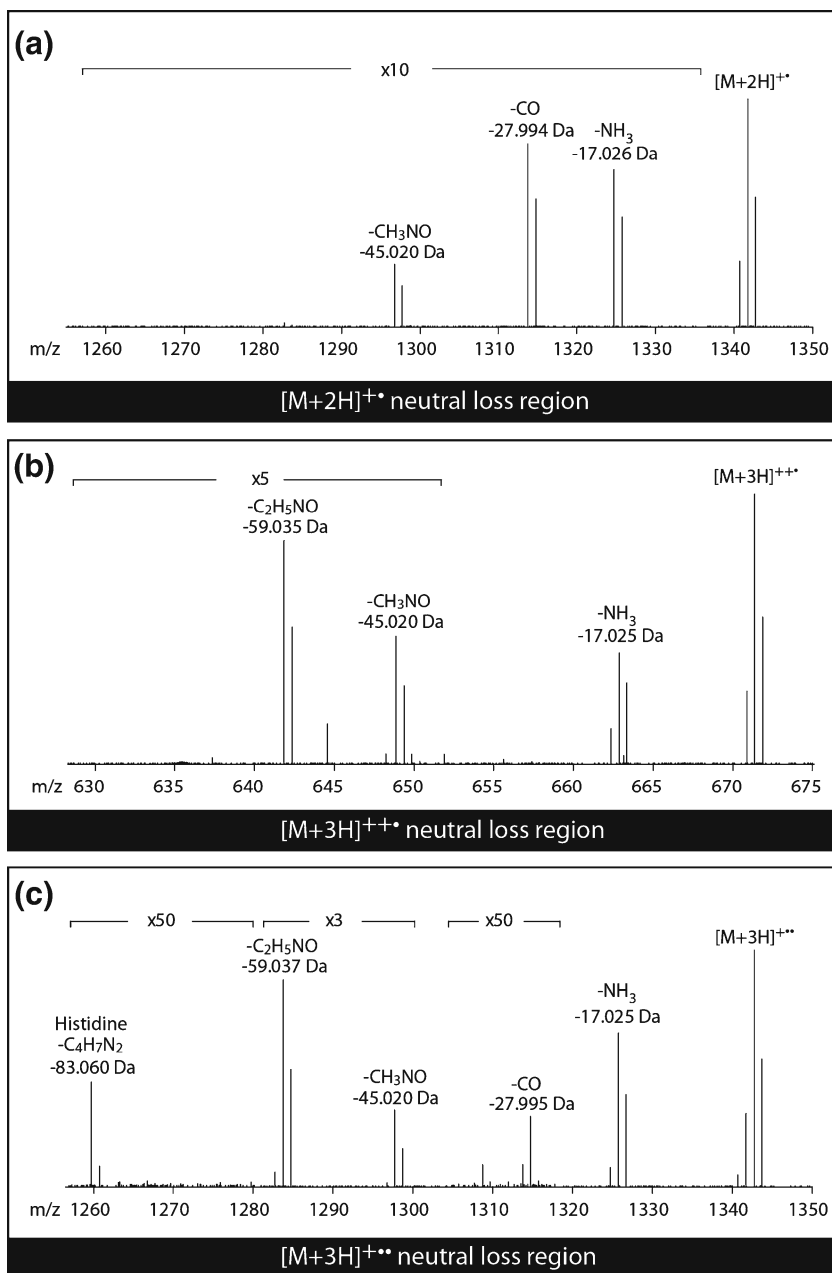 (a)
x10
[M+2H]⁺•
-CO
-27.994 Da
-NH₃
-17.026 Da
-CH₃NO
-45.020 Da
m/z 1260 1270 1280 1290 1300 1310 1320 1330 1340 1350
[M+2H]⁺• neutral loss region
(b)
x5
[M+3H]⁺⁺•
-C₂H₅NO
-59.035 Da
-CH₃NO
-45.020 Da
-NH₃
-17.025 Da
m/z 630 635 640 645 650 655 660 665 670 675
[M+3H]⁺⁺• neutral loss region
(c)
x50 x3 x50
[M+3H]⁺••
-C₂H₅NO
-59.037 Da
-NH₃
-17.025 Da
Histidine
-C₄H₇N₂
-83.060 Da
-CH₃NO
-45.020 Da
-CO
-27.995 Da
m/z 1260 1270 1280 1290 1300 1310 1320 1330 1340 1350
[M+3H]⁺•• neutral loss region